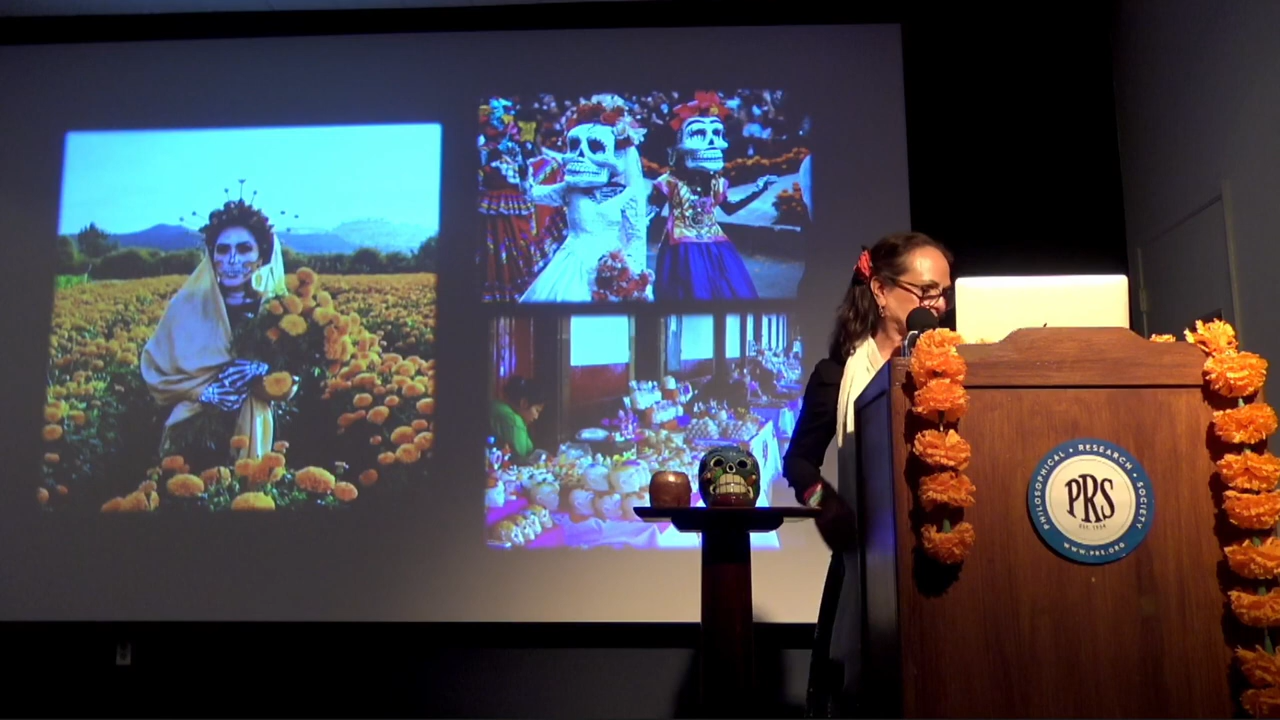 PHILOSOPHICAL • RESEARCH • SOCIETY
PRS
EST. 1934
WWW.PRS.ORG